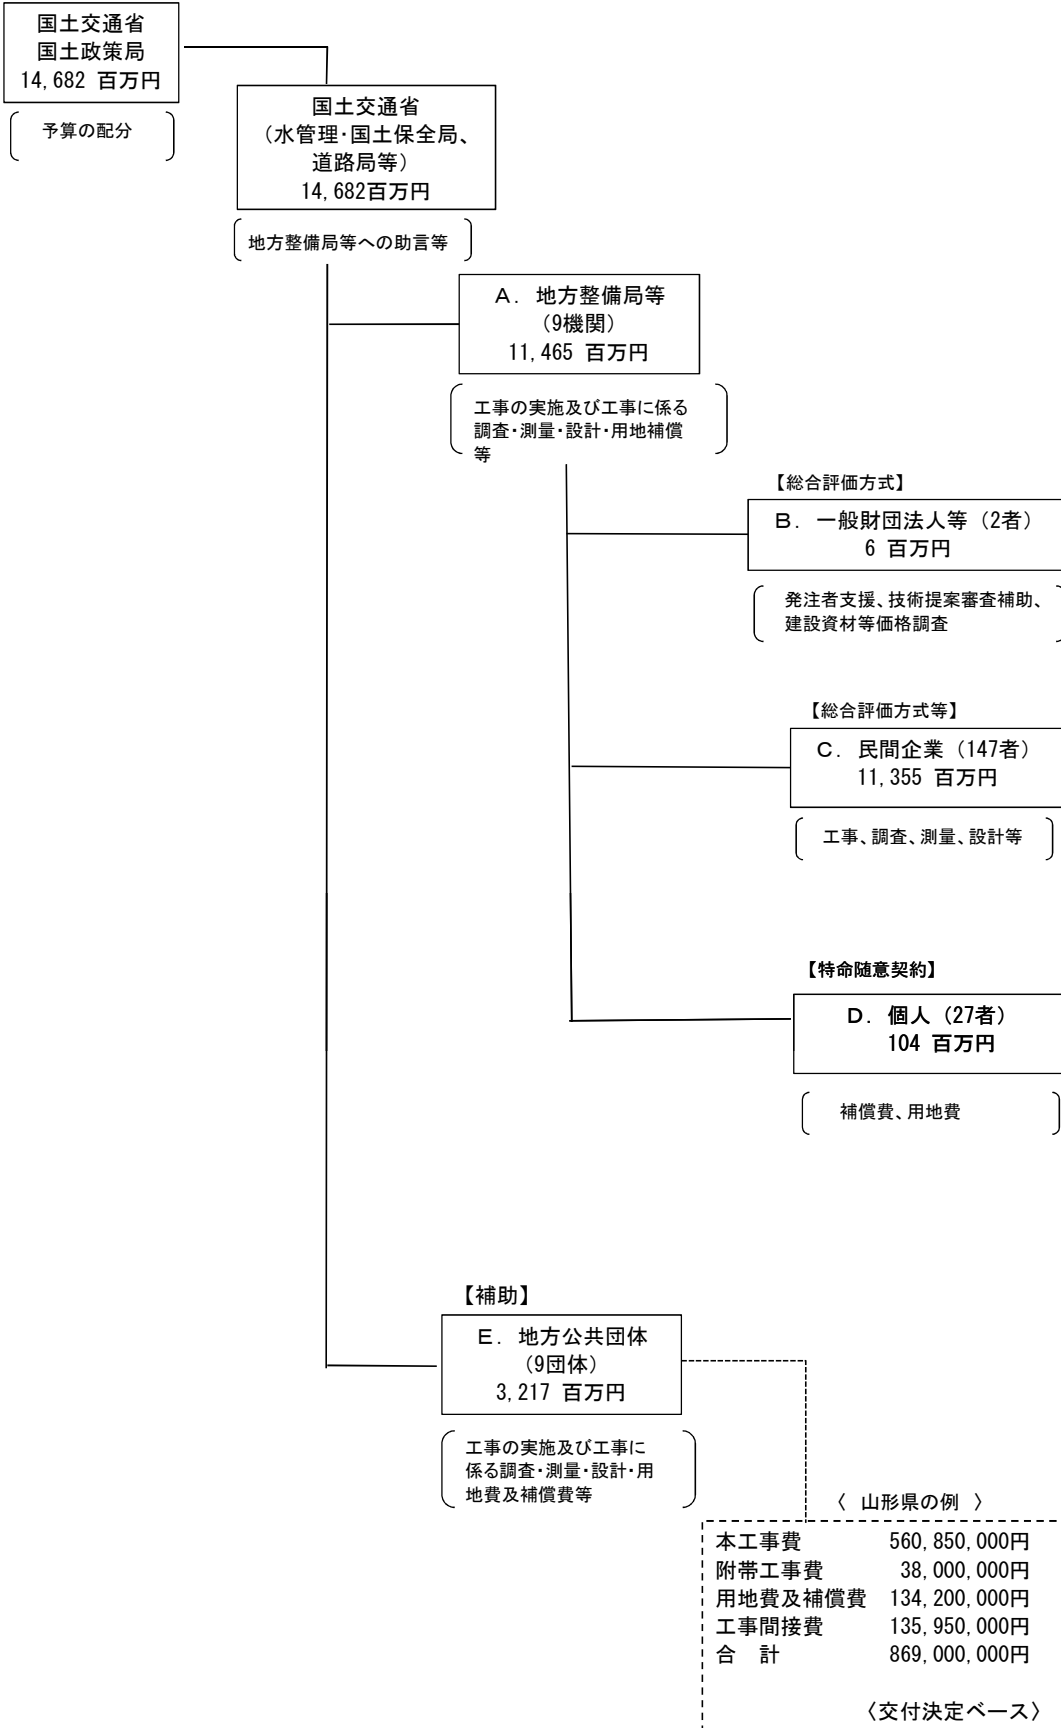 国土交通省
国土政策局
14,682 百万円
予算の配分
国土交通省
（水管理・国土保全局、
道路局等）
14,682百万円
地方整備局等への助言等
Ａ．地方整備局等
（9機関）
11,465 百万円
工事の実施及び工事に係る
調査・測量・設計・用地補償
等
【総合評価方式】
Ｂ．一般財団法人等（2者）
6 百万円
発注者支援、技術提案審査補助、
建設資材等価格調査
【総合評価方式等】
Ｃ．民間企業（147者）
11,355 百万円
工事、調査、測量、設計等
【特命随意契約】
Ｄ．個人（27者）
104 百万円
補償費、用地費
【補助】
Ｅ．地方公共団体
（9団体）
3,217 百万円
工事の実施及び工事に
係る調査・測量・設計・用
地費及補償費等
〈 山形県の例 〉
本工事費 560,850,000円
附帯工事費 38,000,000円
用地費及補償費 134,200,000円
工事間接費 135,950,000円
合　計 869,000,000円
〈交付決定ベース〉